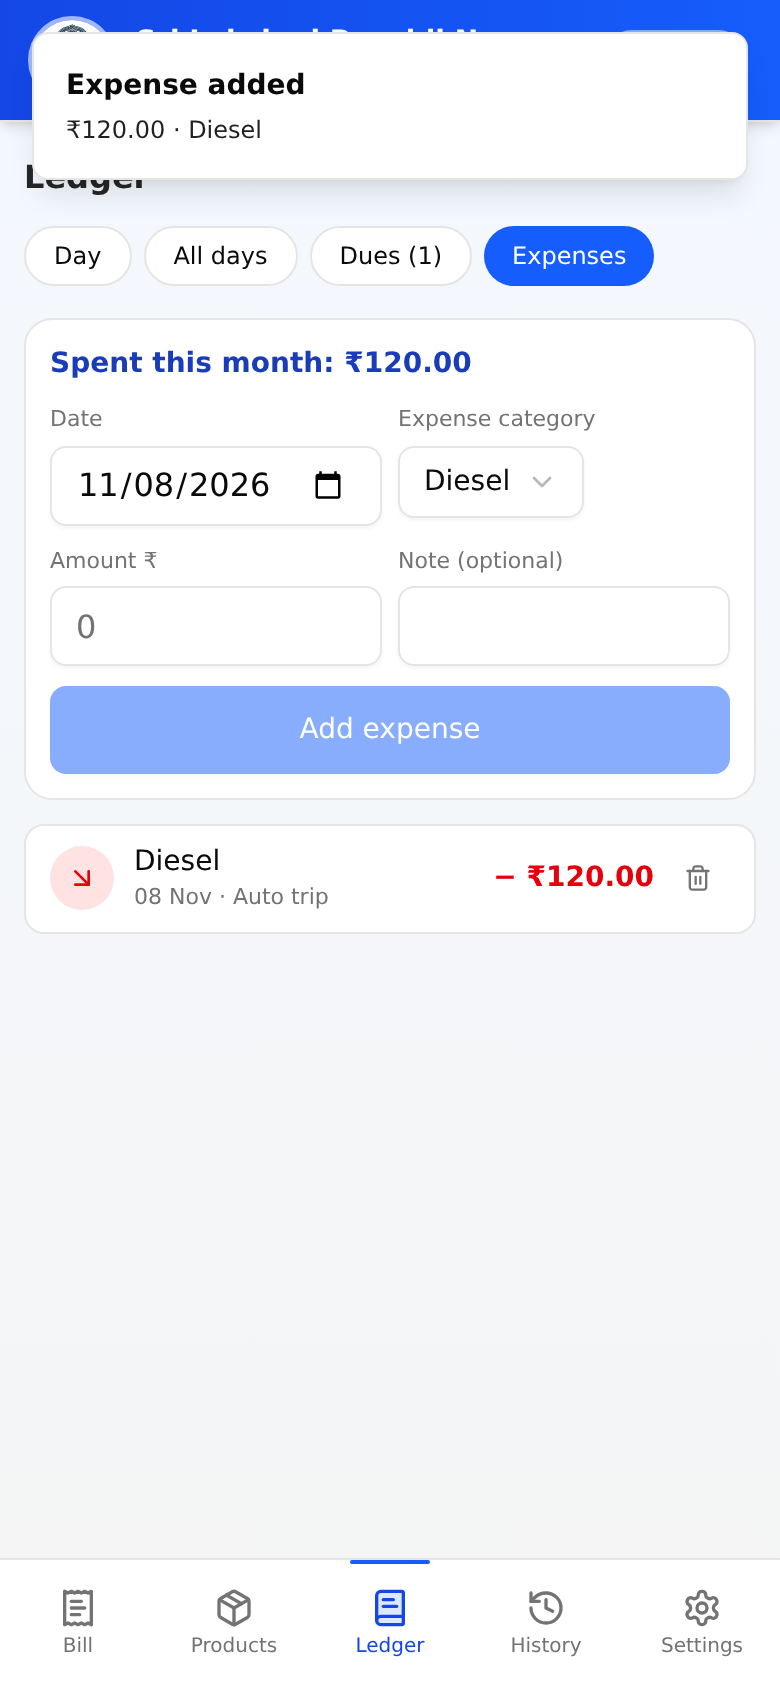 Expense added
₹120.00 · Diesel
Ledger
Day
All days
Dues (1)
Expenses
Spent this month: ₹120.00
Date
Expense category
11/08/2026
Diesel
Amount ₹
Note (optional)
0
Add expense
Diesel
08 Nov · Auto trip
− ₹120.00
Bill
Products
Ledger
History
Settings